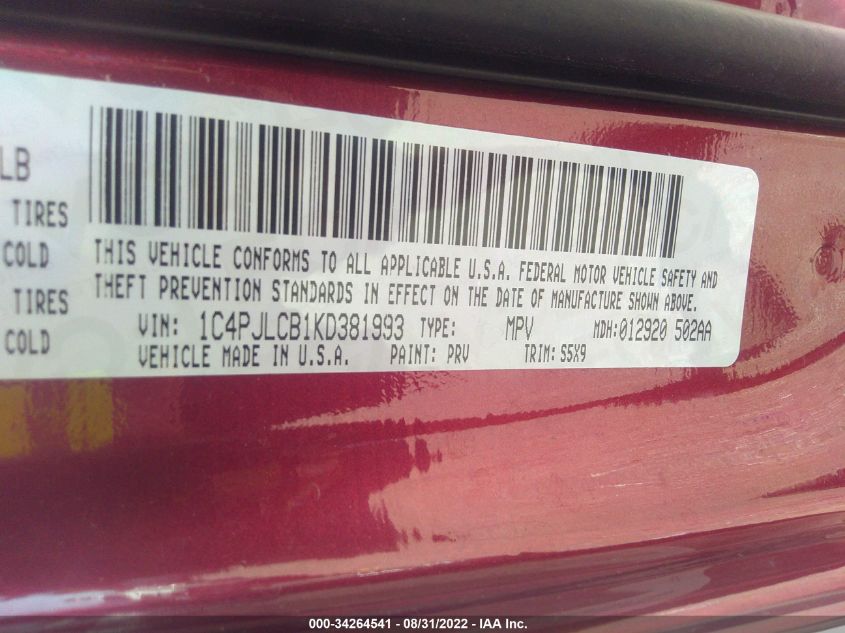 LB
TIRES
COLD
TIRES
COLD
THIS VEHICLE CONFORMS TO ALL APPLICABLE U.S.A. FEDERAL MOTOR VEHICLE SAFETY AND
THEFT PREVENTION STANDARDS IN EFFECT ON THE DATE OF MANUFACTURE SHOWN ABOVE.
VIN: 1C4PJLCB1KD381993 TYPE: MPV MDH:012920 502AA
VEHICLE MADE IN U.S.A. PAINT: PRV TRIM: S5X9
000-34264541 - 08/31/2022 - IAA Inc.